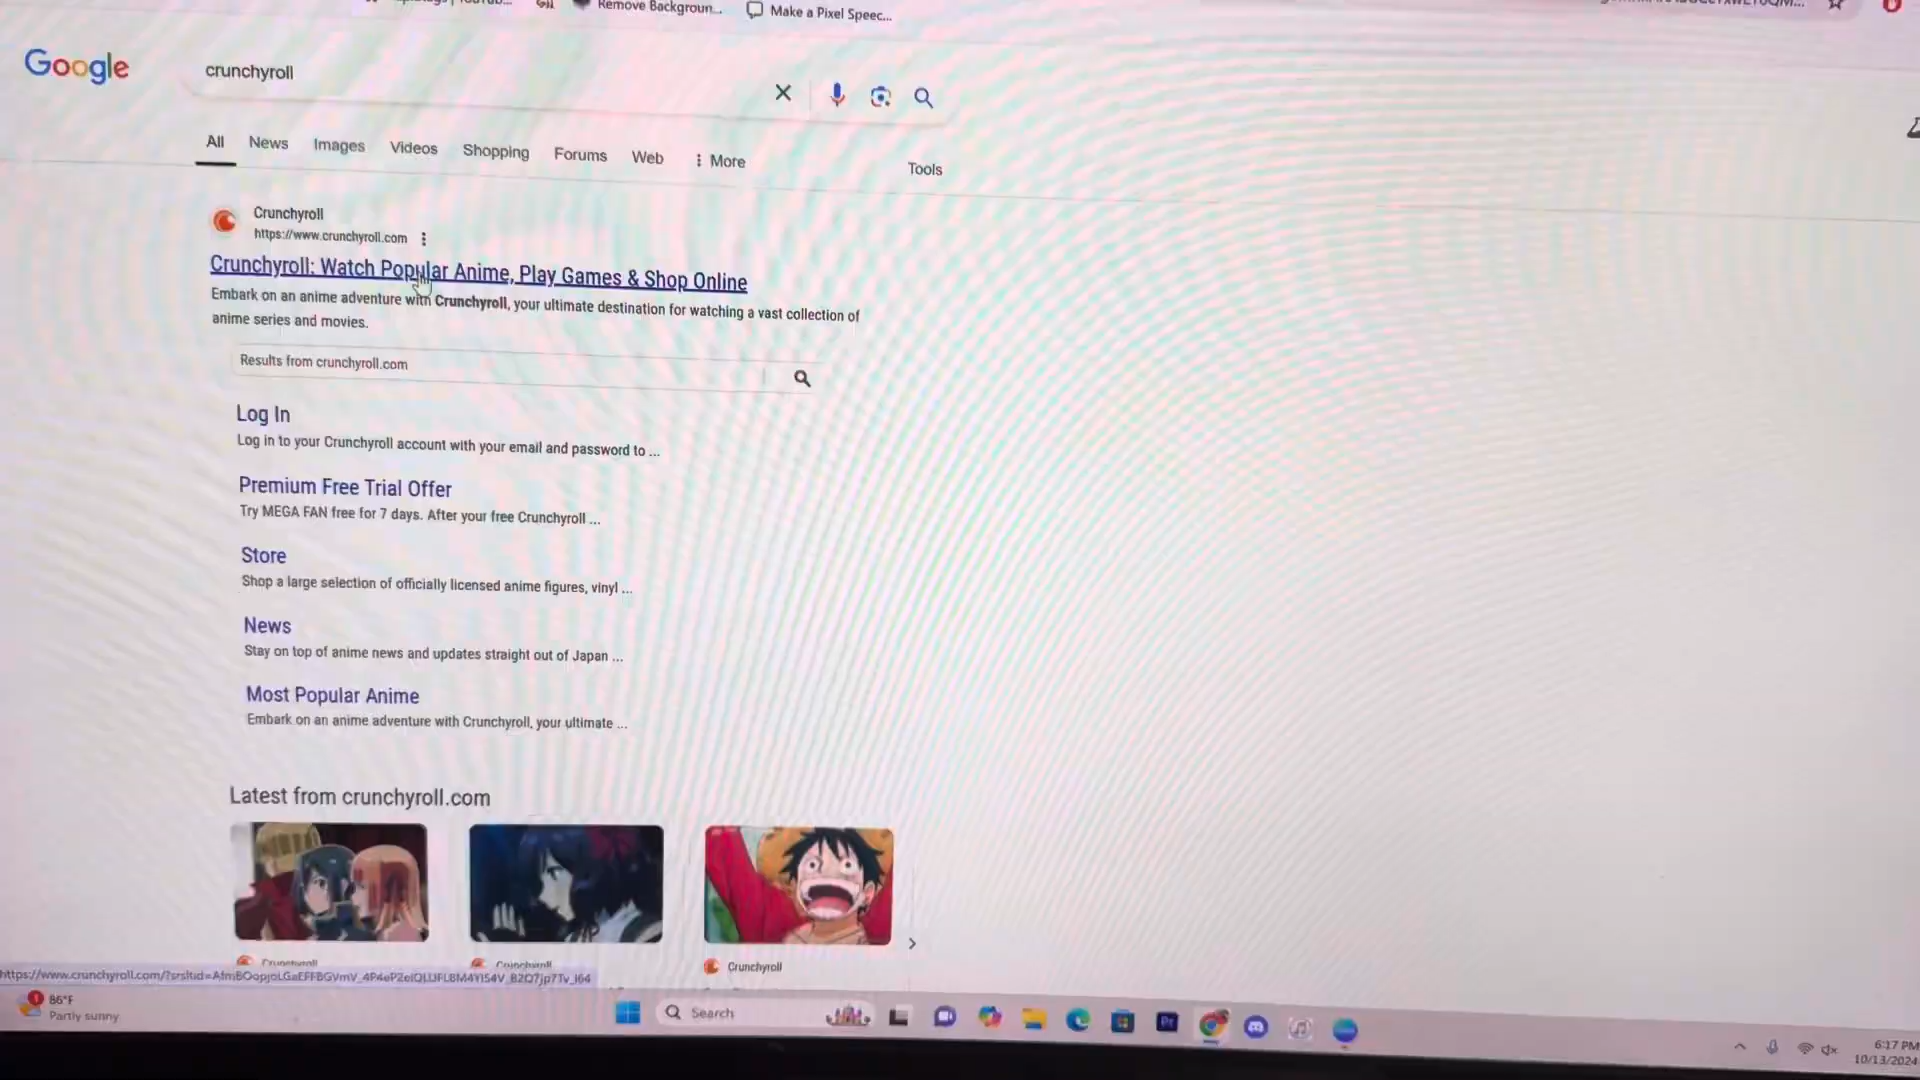 Remove Backgroun...
Make a Pixel Speec...
Google
crunchyroll
All
News
Images
Videos
Shopping
Forums
Web
More
Tools
Crunchyroll
https://www.crunchyroll.com
Crunchyroll: Watch Popular Anime, Play Games & Shop Online
Embark on an anime adventure with Crunchyroll, your ultimate destination for watching a vast collection of
anime series and movies.
Results from crunchyroll.com
Log In
Log in to your Crunchyroll account with your email and password to ...
Premium Free Trial Offer
Try MEGA FAN free for 7 days. After your free Crunchyroll ...
Store
Shop a large selection of officially licensed anime figures, vinyl ...
News
Stay on top of anime news and updates straight out of Japan ...
Most Popular Anime
Embark on an anime adventure with Crunchyroll, your ultimate ...
Latest from crunchyroll.com
Crunchyroll
Crunchyroll
Crunchyroll
86°F
Partly sunny
Search
Pr
6:17 PM
10/13/2024